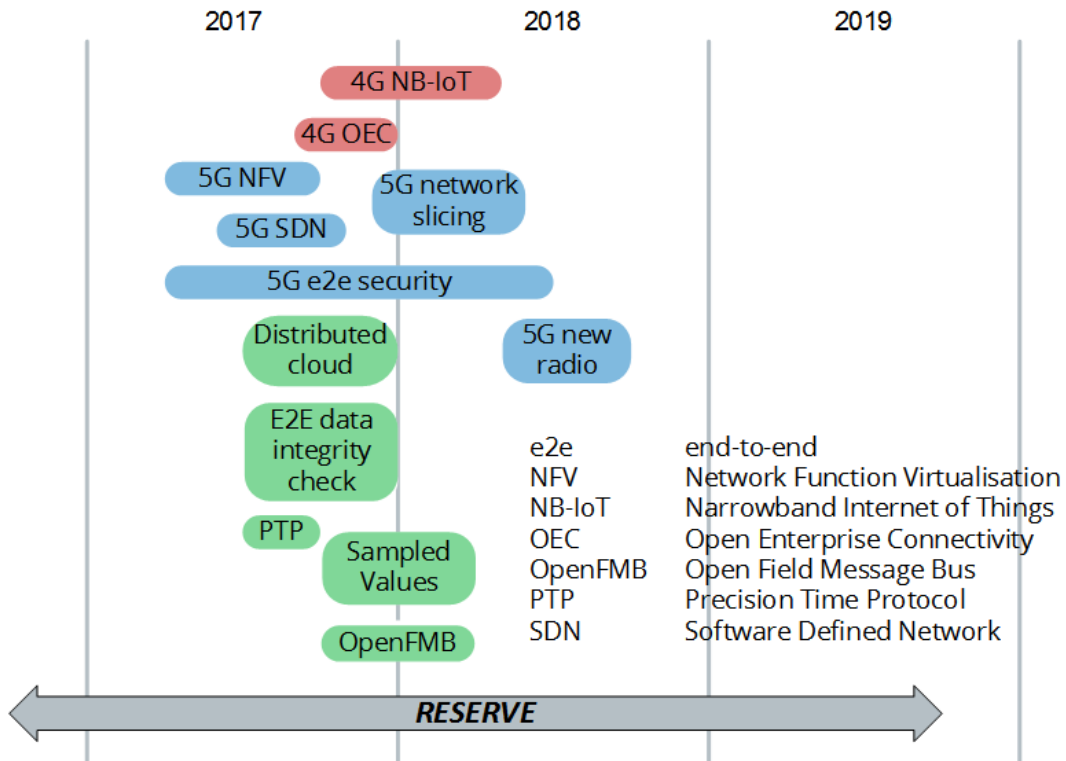 2017 2018 2019
4G NB-IoT
4G OEC
5G NFV
5G network
slicing
5G SDN
5G e2e security
Distributed
cloud
5G new
radio
E2E data
integrity
check
PTP
Sampled
Values
OpenFMB
e2e end-to-end
NFV Network Function Virtualisation
NB-IoT Narrowband Internet of Things
OEC Open Enterprise Connectivity
OpenFMB Open Field Message Bus
PTP Precision Time Protocol
SDN Software Defined Network
RESERVE